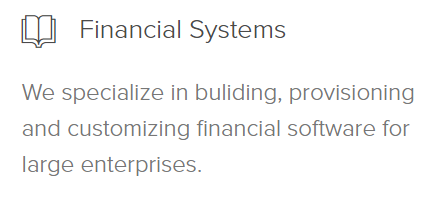 Financial Systems
We specialize in buliding, provisioning
and customizing financial software for
large enterprises.